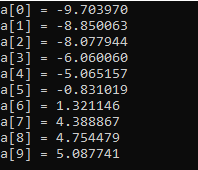 a[0] = -9.703970
a[1] = -8.850063
a[2] = -8.077944
a[3] = -6.060060
a[4] = -5.065157
a[5] = -0.831019
a[6] = 1.321146
a[7] = 4.388867
a[8] = 4.754479
a[9] = 5.087741